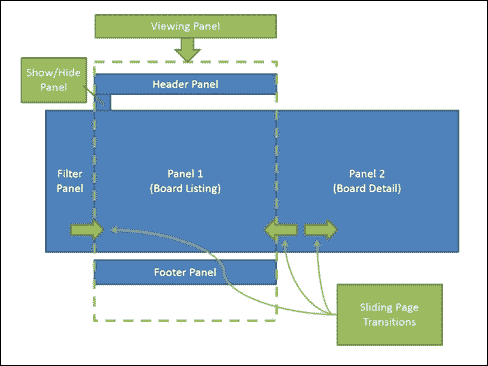 Viewing Panel
Show/Hide
Panel
Header Panel
Filter
Panel
Panel 1
(Board Listing)
Panel 2
(Board Detail)
Footer Panel
Sliding Page
Transitions